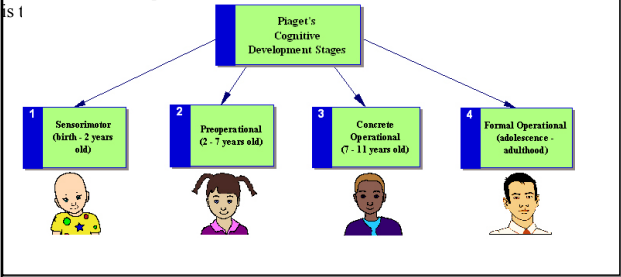 is t
Piaget's
Cognitive
Development Stages
1
Sensorimotor
(birth - 2 years
old)
2
Preoperational
(2 - 7 years old)
3
Concrete
Operational
(7 - 11 years old)
4
Formal Operational
(adolescence -
adulthood)